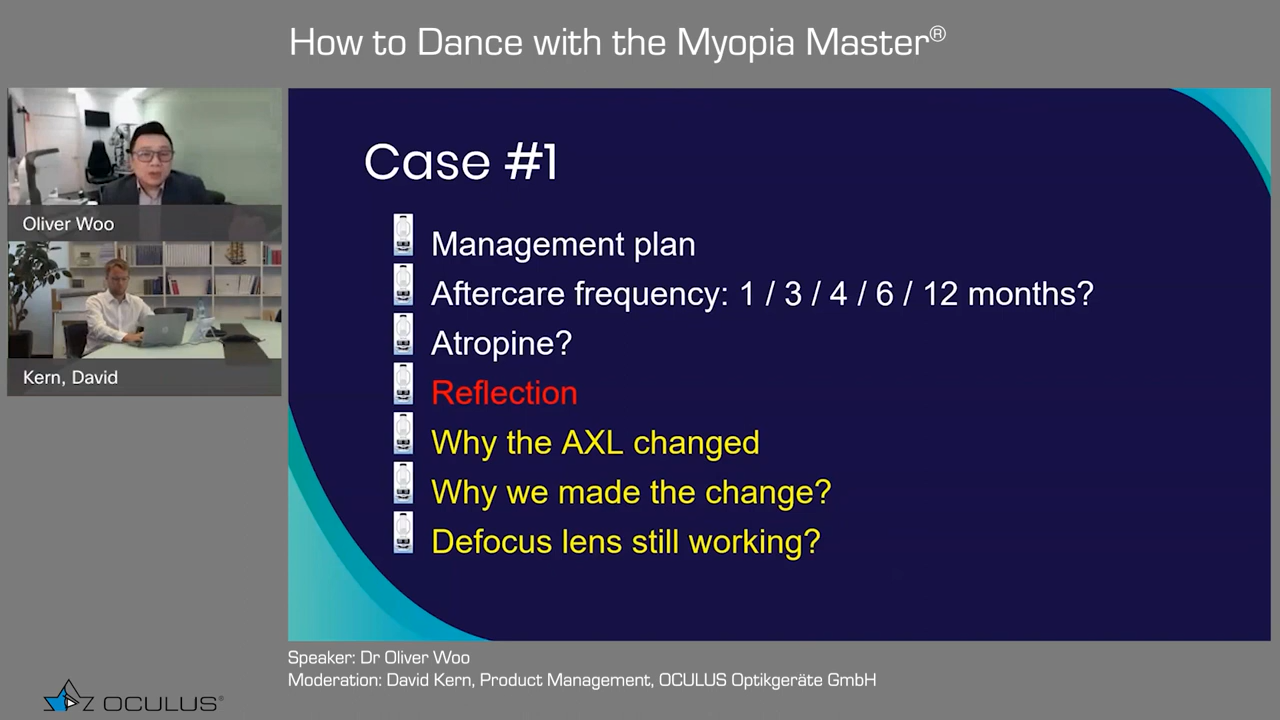 How to Dance with the Myopia Master®
Oliver Woo
Kern, David
Case #1
Management plan
Aftercare frequency: 1 / 3 / 4 / 6 / 12 months?
Atropine?
Reflection
Why the AXL changed
Why we made the change?
Defocus lens still working?
Speaker: Dr Oliver Woo
Moderation: David Kern, Product Management, OCULUS Optikgeräte GmbH
OCULUS®